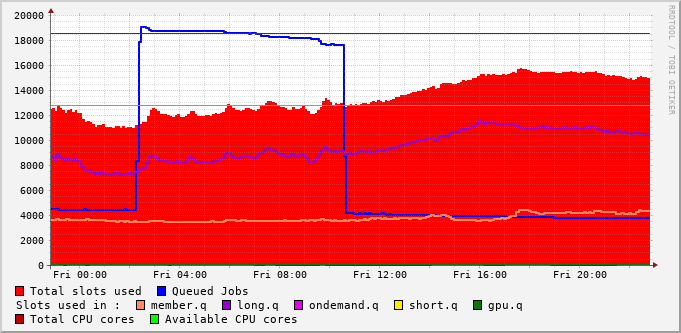 20000
18000
16000
14000
12000
10000
8000
6000
4000
2000
0
Fri 00:00 Fri 04:00 Fri 08:00 Fri 12:00 Fri 16:00 Fri 20:00
Total slots used Queued Jobs
Slots used in : member.q long.q ondemand.q short.q gpu.q
Total CPU cores Available CPU cores
RRDTOOL / TOBI OETIKER